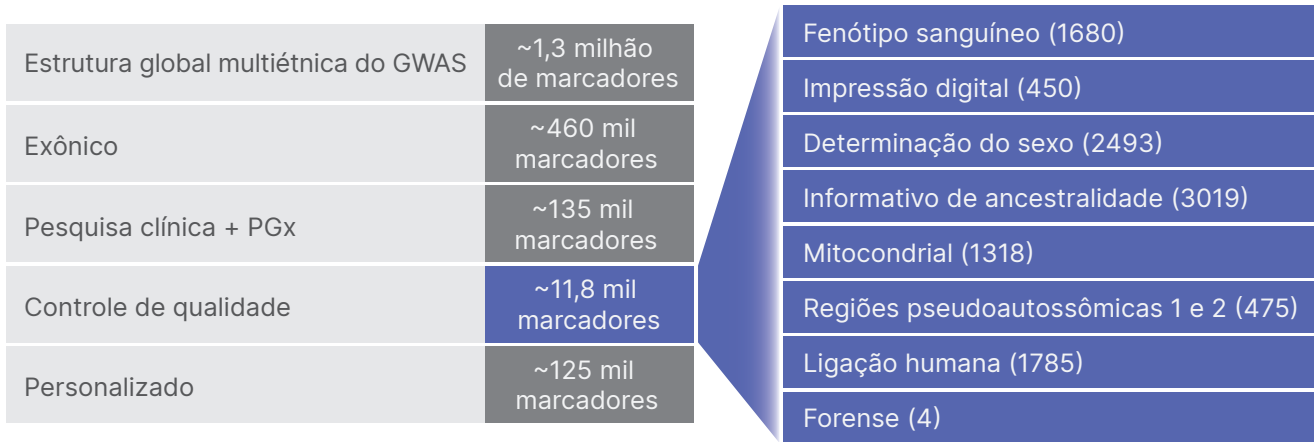 Estrutura global multiétnica do GWAS
~1,3 milhão
de marcadores
Exônico
~460 mil
marcadores
Pesquisa clínica + PGx
~135 mil
marcadores
Controle de qualidade
~11,8 mil
marcadores
Personalizado
~125 mil
marcadores
Fenótipo sanguíneo (1680)
Impressão digital (450)
Determinação do sexo (2493)
Informativo de ancestralidade (3019)
Mitocondrial (1318)
Regiões pseudoautossômicas 1 e 2 (475)
Ligação humana (1785)
Forense (4)